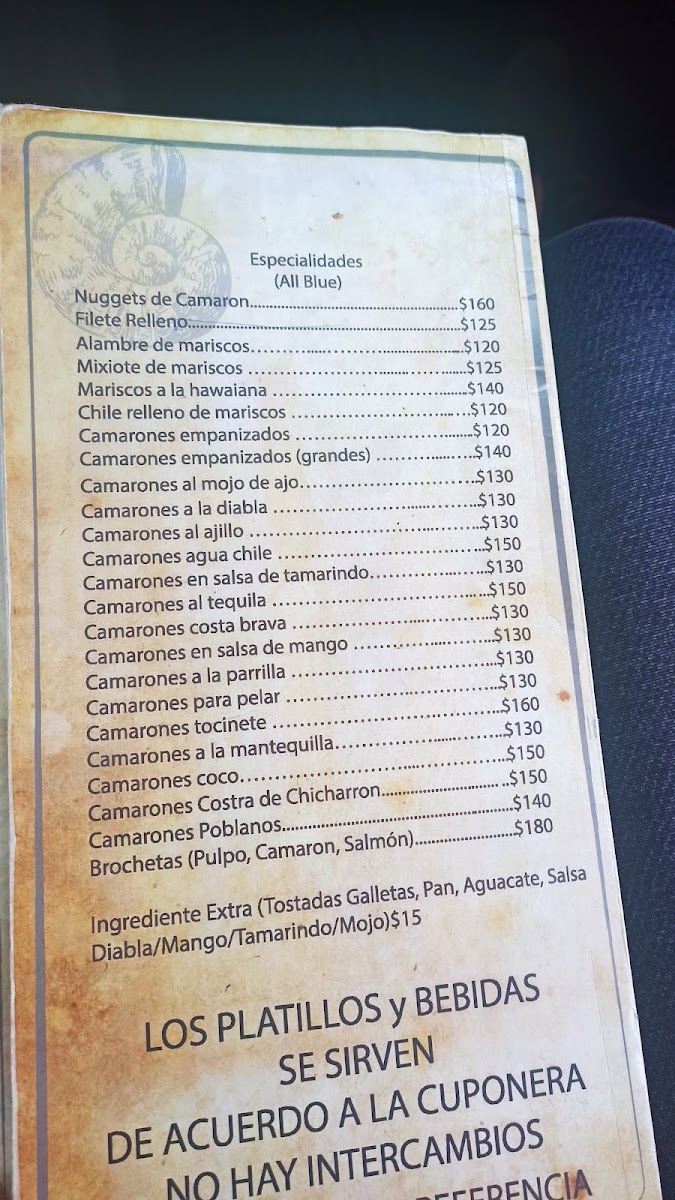 Especialidades
(All Blue)
Nuggets de Camaron........$160
Filete Relleno........$125
Alambre de mariscos........$120
Mixiote de mariscos ........$125
Mariscos a la hawaiana ........$140
Chile relleno de mariscos ........$120
Camarones empanizados ........$120
Camarones empanizados (grandes) ........$140
Camarones al mojo de ajo........$130
Camarones a la diabla ........$130
Camarones al ajillo ........$130
Camarones agua chile ........$150
Camarones en salsa de tamarindo........$130
Camarones al tequila ........$150
Camarones costa brava ........$130
Camarones en salsa de mango ........$130
Camarones a la parrilla ........$130
Camarones para pelar ........$130
Camarones tocinete ........$160
Camarones a la mantequilla........$130
Camarones coco........$150
Camarones Costra de Chicharron........$150
Camarones Poblanos........$140
Brochetas (Pulpo, Camaron, Salmón)........$180
Ingrediente Extra (Tostadas Galletas, Pan, Aguacate, Salsa
Diabla/Mango/Tamarindo/Mojo)$15
LOS PLATILLOS y BEBIDAS
SE SIRVEN
DE ACUERDO A LA CUPONERA
NO HAY INTERCAMBIOS
REFERENCIA